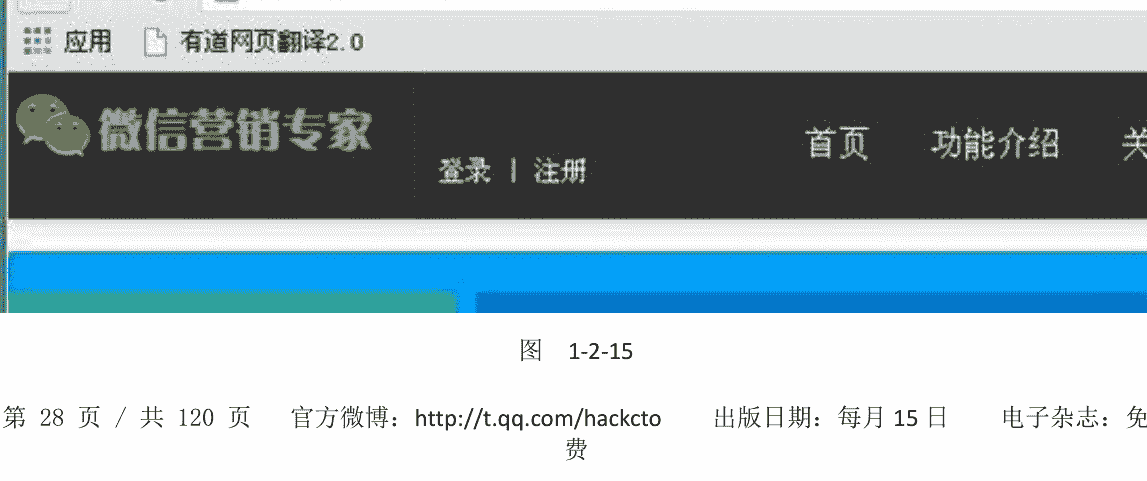 应用 有道网页翻译2.0
微信营销专家
登录 | 注册 首页 功能介绍 关
图 1-2-15
第 28 页 / 共 120 页 官方微博：http://t.qq.com/hackcto 出版日期：每月 15 日 电子杂志：免
费